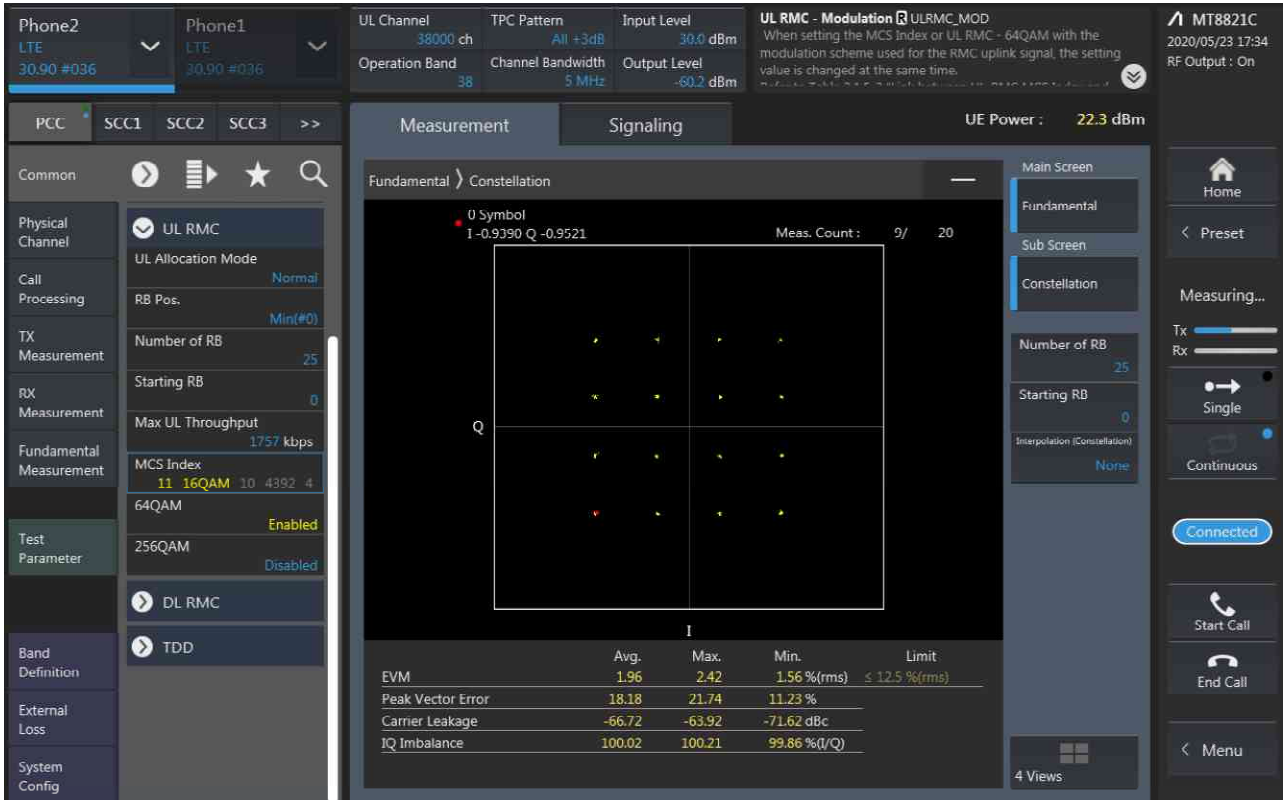 Phone2
LTE
30.90 #036
Phone1
LTE
30.90 #036
UL Channel
38000 ch
TPC Pattern
All +3dB
Input Level
30.0 dBm
Operation Band
38
Channel Bandwidth
5 MHz
Output Level
-60.2 dBm
UL RMC - Modulation R ULRMC_MOD
When setting the MCS Index or UL RMC - 64QAM with the
modulation scheme used for the RMC uplink signal, the setting
value is changed at the same time.
MT8821C
2020/05/23 17:34
RF Output : On
PCC SCC1 SCC2 SCC3 >>
Measurement
Signaling
UE Power : 22.3 dBm
Common
Physical
Channel
Call
Processing
TX
Measurement
RX
Measurement
Fundamental
Measurement
Test
Parameter
Band
Definition
External
Loss
System
Config
UL RMC
UL Allocation Mode
Normal
RB Pos.
Min(#0)
Number of RB
25
Starting RB
0
Max UL Throughput
1757 kbps
MCS Index
11 16QAM 10 4392 4
64QAM
Enabled
256QAM
Disabled
DL RMC
TDD
Fundamental > Constellation
0 Symbol
I -0.9390 Q -0.9521
Meas. Count : 9/ 20
Q
I
Avg. Max. Min. Limit
EVM 1.96 2.42 1.56 %(rms) ≤ 12.5 %(rms)
Peak Vector Error 18.18 21.74 11.23 %
Carrier Leakage -66.72 -63.92 -71.62 dBc
IQ Imbalance 100.02 100.21 99.86 %(I/Q)
Main Screen
Fundamental
Sub Screen
Constellation
Number of RB
25
Starting RB
0
Interpolation (Constellation)
None
4 Views
Home
< Preset
Measuring...
Tx
Rx
Single
Continuous
Connected
Start Call
End Call
< Menu